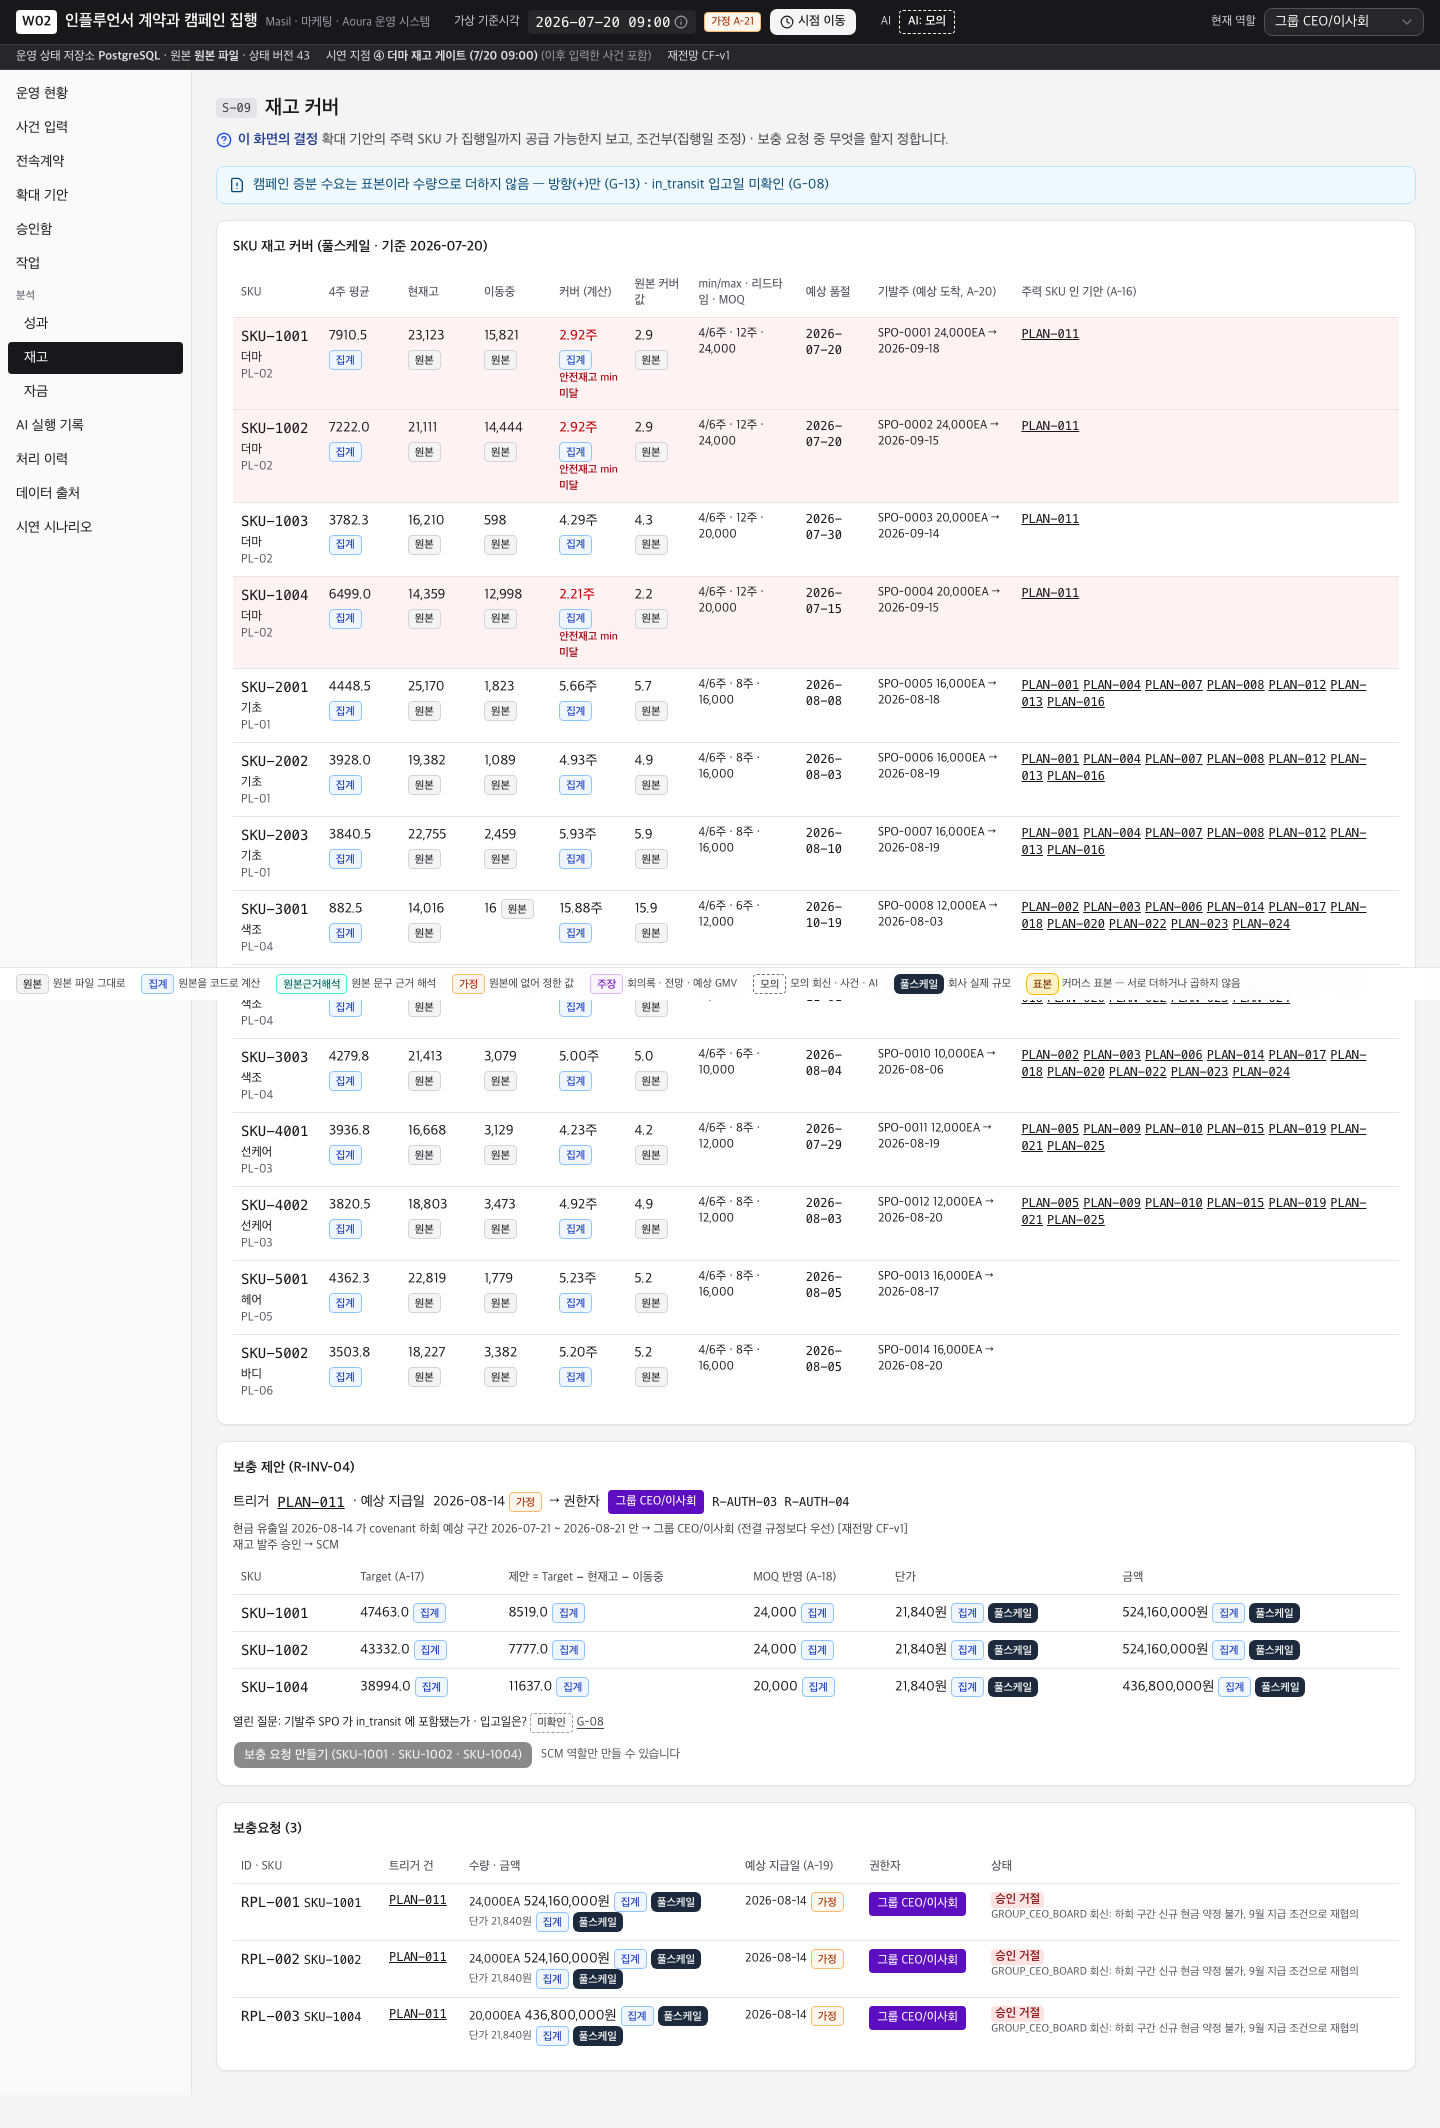 W02 인플루언서 계약과 캠페인 집행 Masil · 마케팅 · Aoura 운영 시스템 가상 기준시각 2026-07-20 09:00 가정 A-21 시점 이동 AI AI: 모의 현재 역할 그룹 CEO/이사회
운영 상태 저장소 PostgreSQL · 원본 원본 파일 · 상태 버전 43 시연 지점 ④ 더마 재고 게이트 (7/20 09:00) (이후 입력한 사건 포함) 재전망 CF-v1
운영 현황
사건 입력
전속계약
확대 기안
승인함
작업
분석
성과
재고
자금
AI 실행 기록
처리 이력
데이터 출처
시연 시나리오
S-09 재고 커버
이 화면의 결정 확대 기안의 주력 SKU 가 집행일까지 공급 가능한지 보고, 조건부(집행일 조정) · 보충 요청 중 무엇을 할지 정합니다.
캠페인 증분 수요는 표본이라 수량으로 더하지 않음 — 방향(+)만 (G-13) · in_transit 입고일 미확인 (G-08)
SKU 재고 커버 (풀스케일 · 기준 2026-07-20)
SKU 4주 평균 현재고 이동중 커버 (계산) 원본 커버 값 min/max · 리드타임 · MOQ 예상 품절 기발주 (예상 도착, A-20) 주력 SKU 인 기안 (A-16)
SKU-1001 7910.5 23,123 15,821 2.92주 2.9 4/6주 · 12주 · 2026- SPO-0001 24,000EA → PLAN-011
더마 집계 원본 원본 집계 원본 24,000 07-20 2026-09-18
PL-02 안전재고 min
미달
SKU-1002 7222.0 21,111 14,444 2.92주 2.9 4/6주 · 12주 · 2026- SPO-0002 24,000EA → PLAN-011
더마 집계 원본 원본 집계 원본 24,000 07-20 2026-09-15
PL-02 안전재고 min
미달
SKU-1003 3782.3 16,210 598 4.29주 4.3 4/6주 · 12주 · 2026- SPO-0003 20,000EA → PLAN-011
더마 집계 원본 원본 집계 원본 20,000 07-30 2026-09-14
PL-02
SKU-1004 6499.0 14,359 12,998 2.21주 2.2 4/6주 · 12주 · 2026- SPO-0004 20,000EA → PLAN-011
더마 집계 원본 원본 집계 원본 20,000 07-15 2026-09-15
PL-02 안전재고 min
미달
SKU-2001 4448.5 25,170 1,823 5.66주 5.7 4/6주 · 8주 · 2026- SPO-0005 16,000EA → PLAN-001 PLAN-004 PLAN-007 PLAN-008 PLAN-012 PLAN-
기초 집계 원본 원본 집계 원본 16,000 08-08 2026-08-18 013 PLAN-016
PL-01
SKU-2002 3928.0 19,382 1,089 4.93주 4.9 4/6주 · 8주 · 2026- SPO-0006 16,000EA → PLAN-001 PLAN-004 PLAN-007 PLAN-008 PLAN-012 PLAN-
기초 집계 원본 원본 집계 원본 16,000 08-03 2026-08-19 013 PLAN-016
PL-01
SKU-2003 3840.5 22,755 2,459 5.93주 5.9 4/6주 · 8주 · 2026- SPO-0007 16,000EA → PLAN-001 PLAN-004 PLAN-007 PLAN-008 PLAN-012 PLAN-
기초 집계 원본 원본 집계 원본 16,000 08-10 2026-08-19 013 PLAN-016
PL-01
SKU-3001 882.5 14,016 16 원본 15.88주 15.9 4/6주 · 6주 · 2026- SPO-0008 12,000EA → PLAN-002 PLAN-003 PLAN-006 PLAN-014 PLAN-017 PLAN-
색조 집계 원본 집계 원본 12,000 10-19 2026-08-03 018 PLAN-020 PLAN-022 PLAN-023 PLAN-024
PL-04
원본 원본 파일 그대로 집계 원본을 코드로 계산 원본근거해석 원본 문구 근거 해석 가정 원본에 없어 정한 값 주장 회의록 · 전망 · 예상 GMV 모의 모의 회신 · 사건 · AI 풀스케일 회사 실제 규모 표본 커머스 표본 — 서로 더하거나 곱하지 않음
색조 집계 원본 원본 집계 원본
PL-04
SKU-3003 4279.8 21,413 3,079 5.00주 5.0 4/6주 · 6주 · 2026- SPO-0010 10,000EA → PLAN-002 PLAN-003 PLAN-006 PLAN-014 PLAN-017 PLAN-
색조 집계 원본 원본 집계 원본 10,000 08-04 2026-08-06 018 PLAN-020 PLAN-022 PLAN-023 PLAN-024
PL-04
SKU-4001 3936.8 16,668 3,129 4.23주 4.2 4/6주 · 8주 · 2026- SPO-0011 12,000EA → PLAN-005 PLAN-009 PLAN-010 PLAN-015 PLAN-019 PLAN-
선케어 집계 원본 원본 집계 원본 12,000 07-29 2026-08-19 021 PLAN-025
PL-03
SKU-4002 3820.5 18,803 3,473 4.92주 4.9 4/6주 · 8주 · 2026- SPO-0012 12,000EA → PLAN-005 PLAN-009 PLAN-010 PLAN-015 PLAN-019 PLAN-
선케어 집계 원본 원본 집계 원본 12,000 08-03 2026-08-20 021 PLAN-025
PL-03
SKU-5001 4362.3 22,819 1,779 5.23주 5.2 4/6주 · 8주 · 2026- SPO-0013 16,000EA →
헤어 집계 원본 원본 집계 원본 16,000 08-05 2026-08-17
PL-05
SKU-5002 3503.8 18,227 3,382 5.20주 5.2 4/6주 · 8주 · 2026- SPO-0014 16,000EA →
바디 집계 원본 원본 집계 원본 16,000 08-05 2026-08-20
PL-06
보충 제안 (R-INV-04)
트리거 PLAN-011 · 예상 지급일 2026-08-14 가정 → 권한자 그룹 CEO/이사회 R-AUTH-03 R-AUTH-04
현금 유출일 2026-08-14 가 covenant 하회 예상 구간 2026-07-21 ~ 2026-08-21 안 → 그룹 CEO/이사회 (전결 규정보다 우선) [재전망 CF-v1]
재고 발주 승인 → SCM
SKU Target (A-17) 제안 = Target − 현재고 − 이동중 MOQ 반영 (A-18) 단가 금액
SKU-1001 47463.0 집계 8519.0 집계 24,000 집계 21,840원 집계 풀스케일 524,160,000원 집계 풀스케일
SKU-1002 43332.0 집계 7777.0 집계 24,000 집계 21,840원 집계 풀스케일 524,160,000원 집계 풀스케일
SKU-1004 38994.0 집계 11637.0 집계 20,000 집계 21,840원 집계 풀스케일 436,800,000원 집계 풀스케일
열린 질문: 기발주 SPO 가 in_transit 에 포함됐는가 · 입고일은? 미확인 G-08
보충 요청 만들기 (SKU-1001 · SKU-1002 · SKU-1004) SCM 역할만 만들 수 있습니다
보충요청 (3)
ID · SKU 트리거 건 수량 · 금액 예상 지급일 (A-19) 권한자 상태
RPL-001 SKU-1001 PLAN-011 24,000EA 524,160,000원 집계 풀스케일 2026-08-14 가정 그룹 CEO/이사회 승인 거절
단가 21,840원 집계 풀스케일 GROUP_CEO_BOARD 회신: 하회 구간 신규 현금 약정 불가, 9월 지급 조건으로 재협의
RPL-002 SKU-1002 PLAN-011 24,000EA 524,160,000원 집계 풀스케일 2026-08-14 가정 그룹 CEO/이사회 승인 거절
단가 21,840원 집계 풀스케일 GROUP_CEO_BOARD 회신: 하회 구간 신규 현금 약정 불가, 9월 지급 조건으로 재협의
RPL-003 SKU-1004 PLAN-011 20,000EA 436,800,000원 집계 풀스케일 2026-08-14 가정 그룹 CEO/이사회 승인 거절
단가 21,840원 집계 풀스케일 GROUP_CEO_BOARD 회신: 하회 구간 신규 현금 약정 불가, 9월 지급 조건으로 재협의